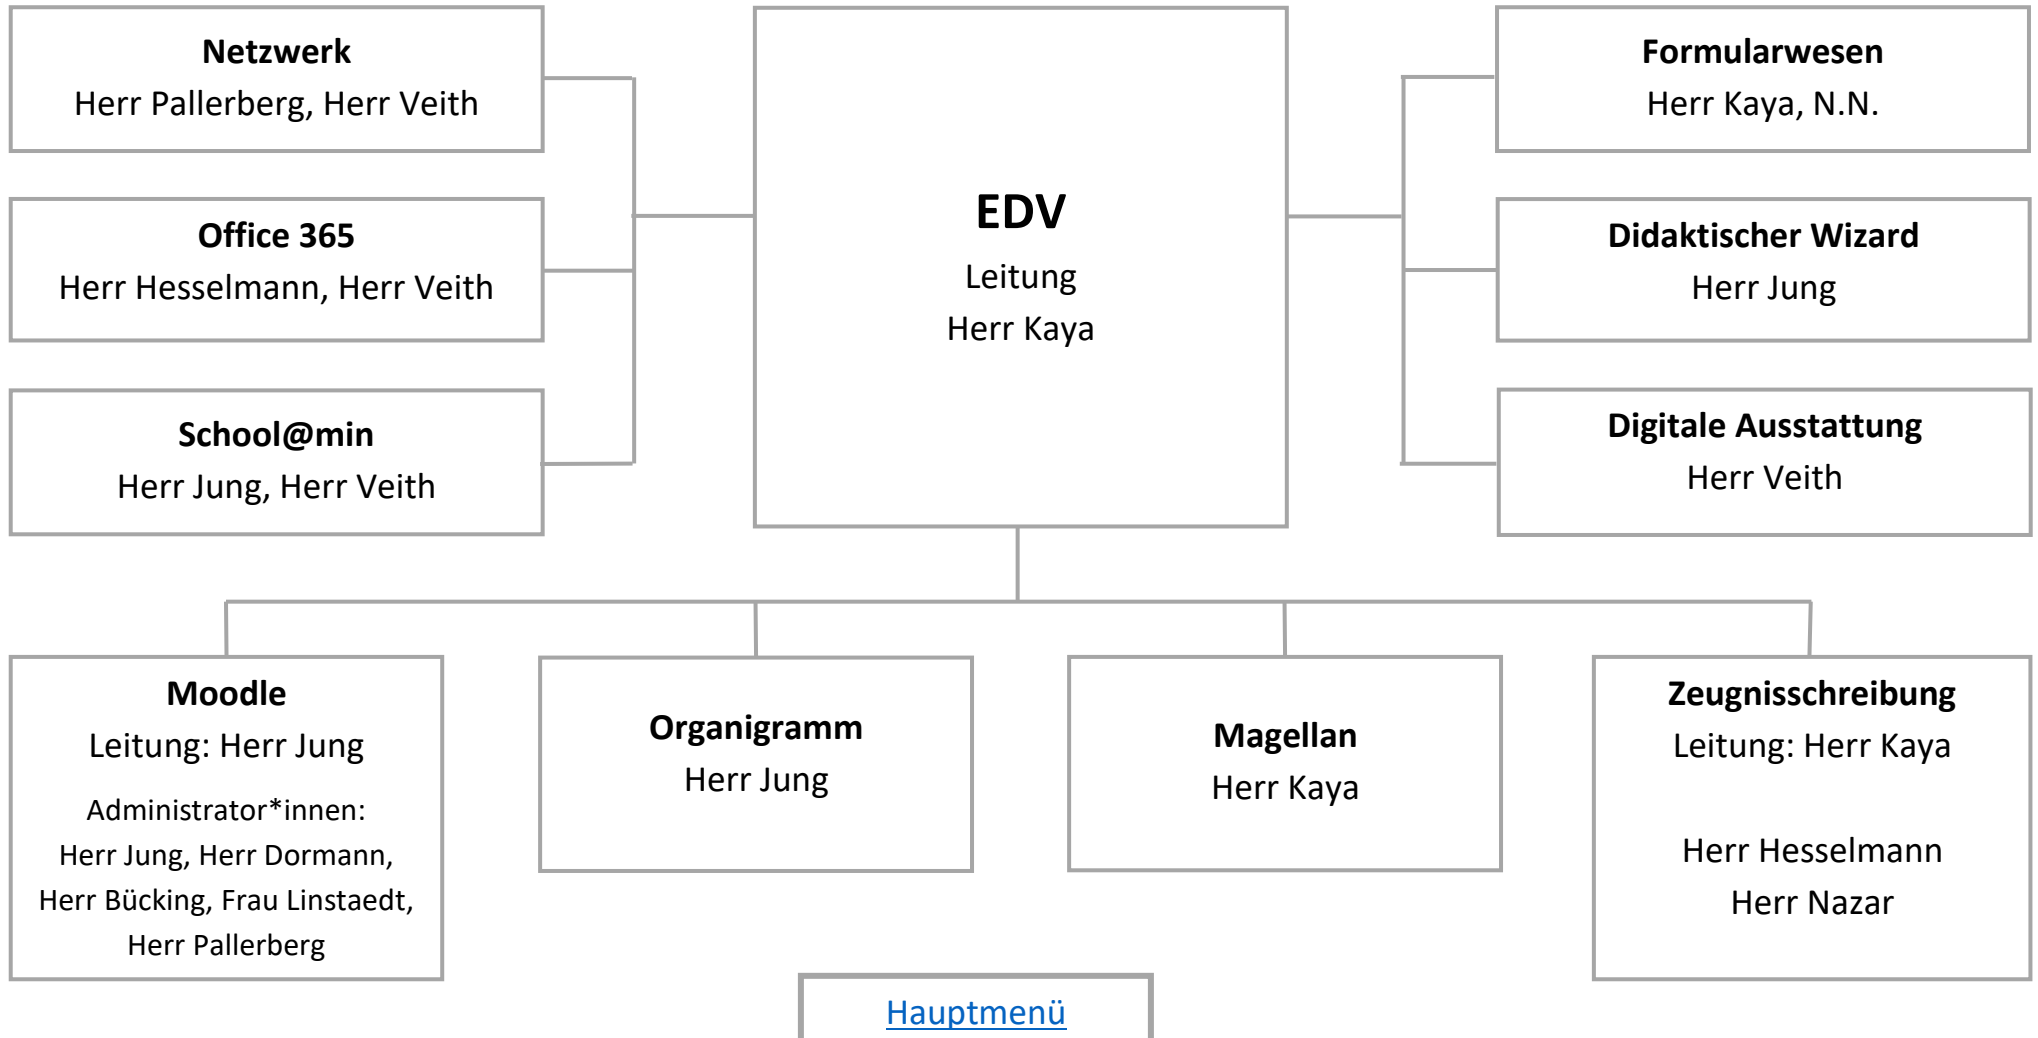 Netzwerk
Herr Pallerberg, Herr Veith
Office 365
Herr Hesselmann, Herr Veith
School@min
Herr Jung, Herr Veith
EDV
Leitung
Herr Kaya
Formularwesen
Herr Kaya, N.N.
Didaktischer Wizard
Herr Jung
Digitale Ausstattung
Herr Veith
Moodle
Leitung: Herr Jung
Administrator*innen:
Herr Jung, Herr Dormann,
Herr Bücking, Frau Linstaedt,
Herr Pallerberg
Organigramm
Herr Jung
Magellan
Herr Kaya
Zeugnisschreibung
Leitung: Herr Kaya
Herr Hesselmann
Herr Nazar
Hauptmenü